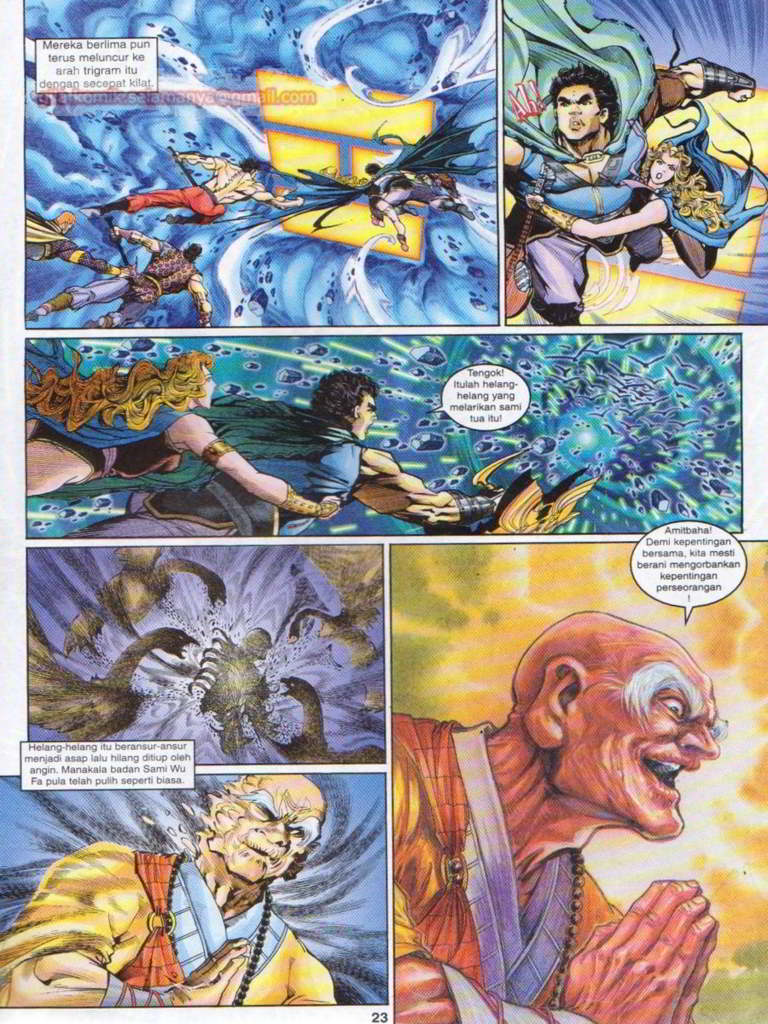 Mereka berlima pun
terus meluncur ke
arah trigram itu
dengan secepat kilat.
Tengok!
Itulah helang-
helang yang
melarikan sami
tua itu!
Helang-helang itu beransur-ansur
menjadi asap lalu hilang ditiup oleh
angin. Manakala badan Sami Wu
Fa pula telah pulih seperti biasa.
Amitbaha!
Demi kepentingan
bersama, kita mesti
berani mengorbankan
kepentingan
perseorangan
!
23